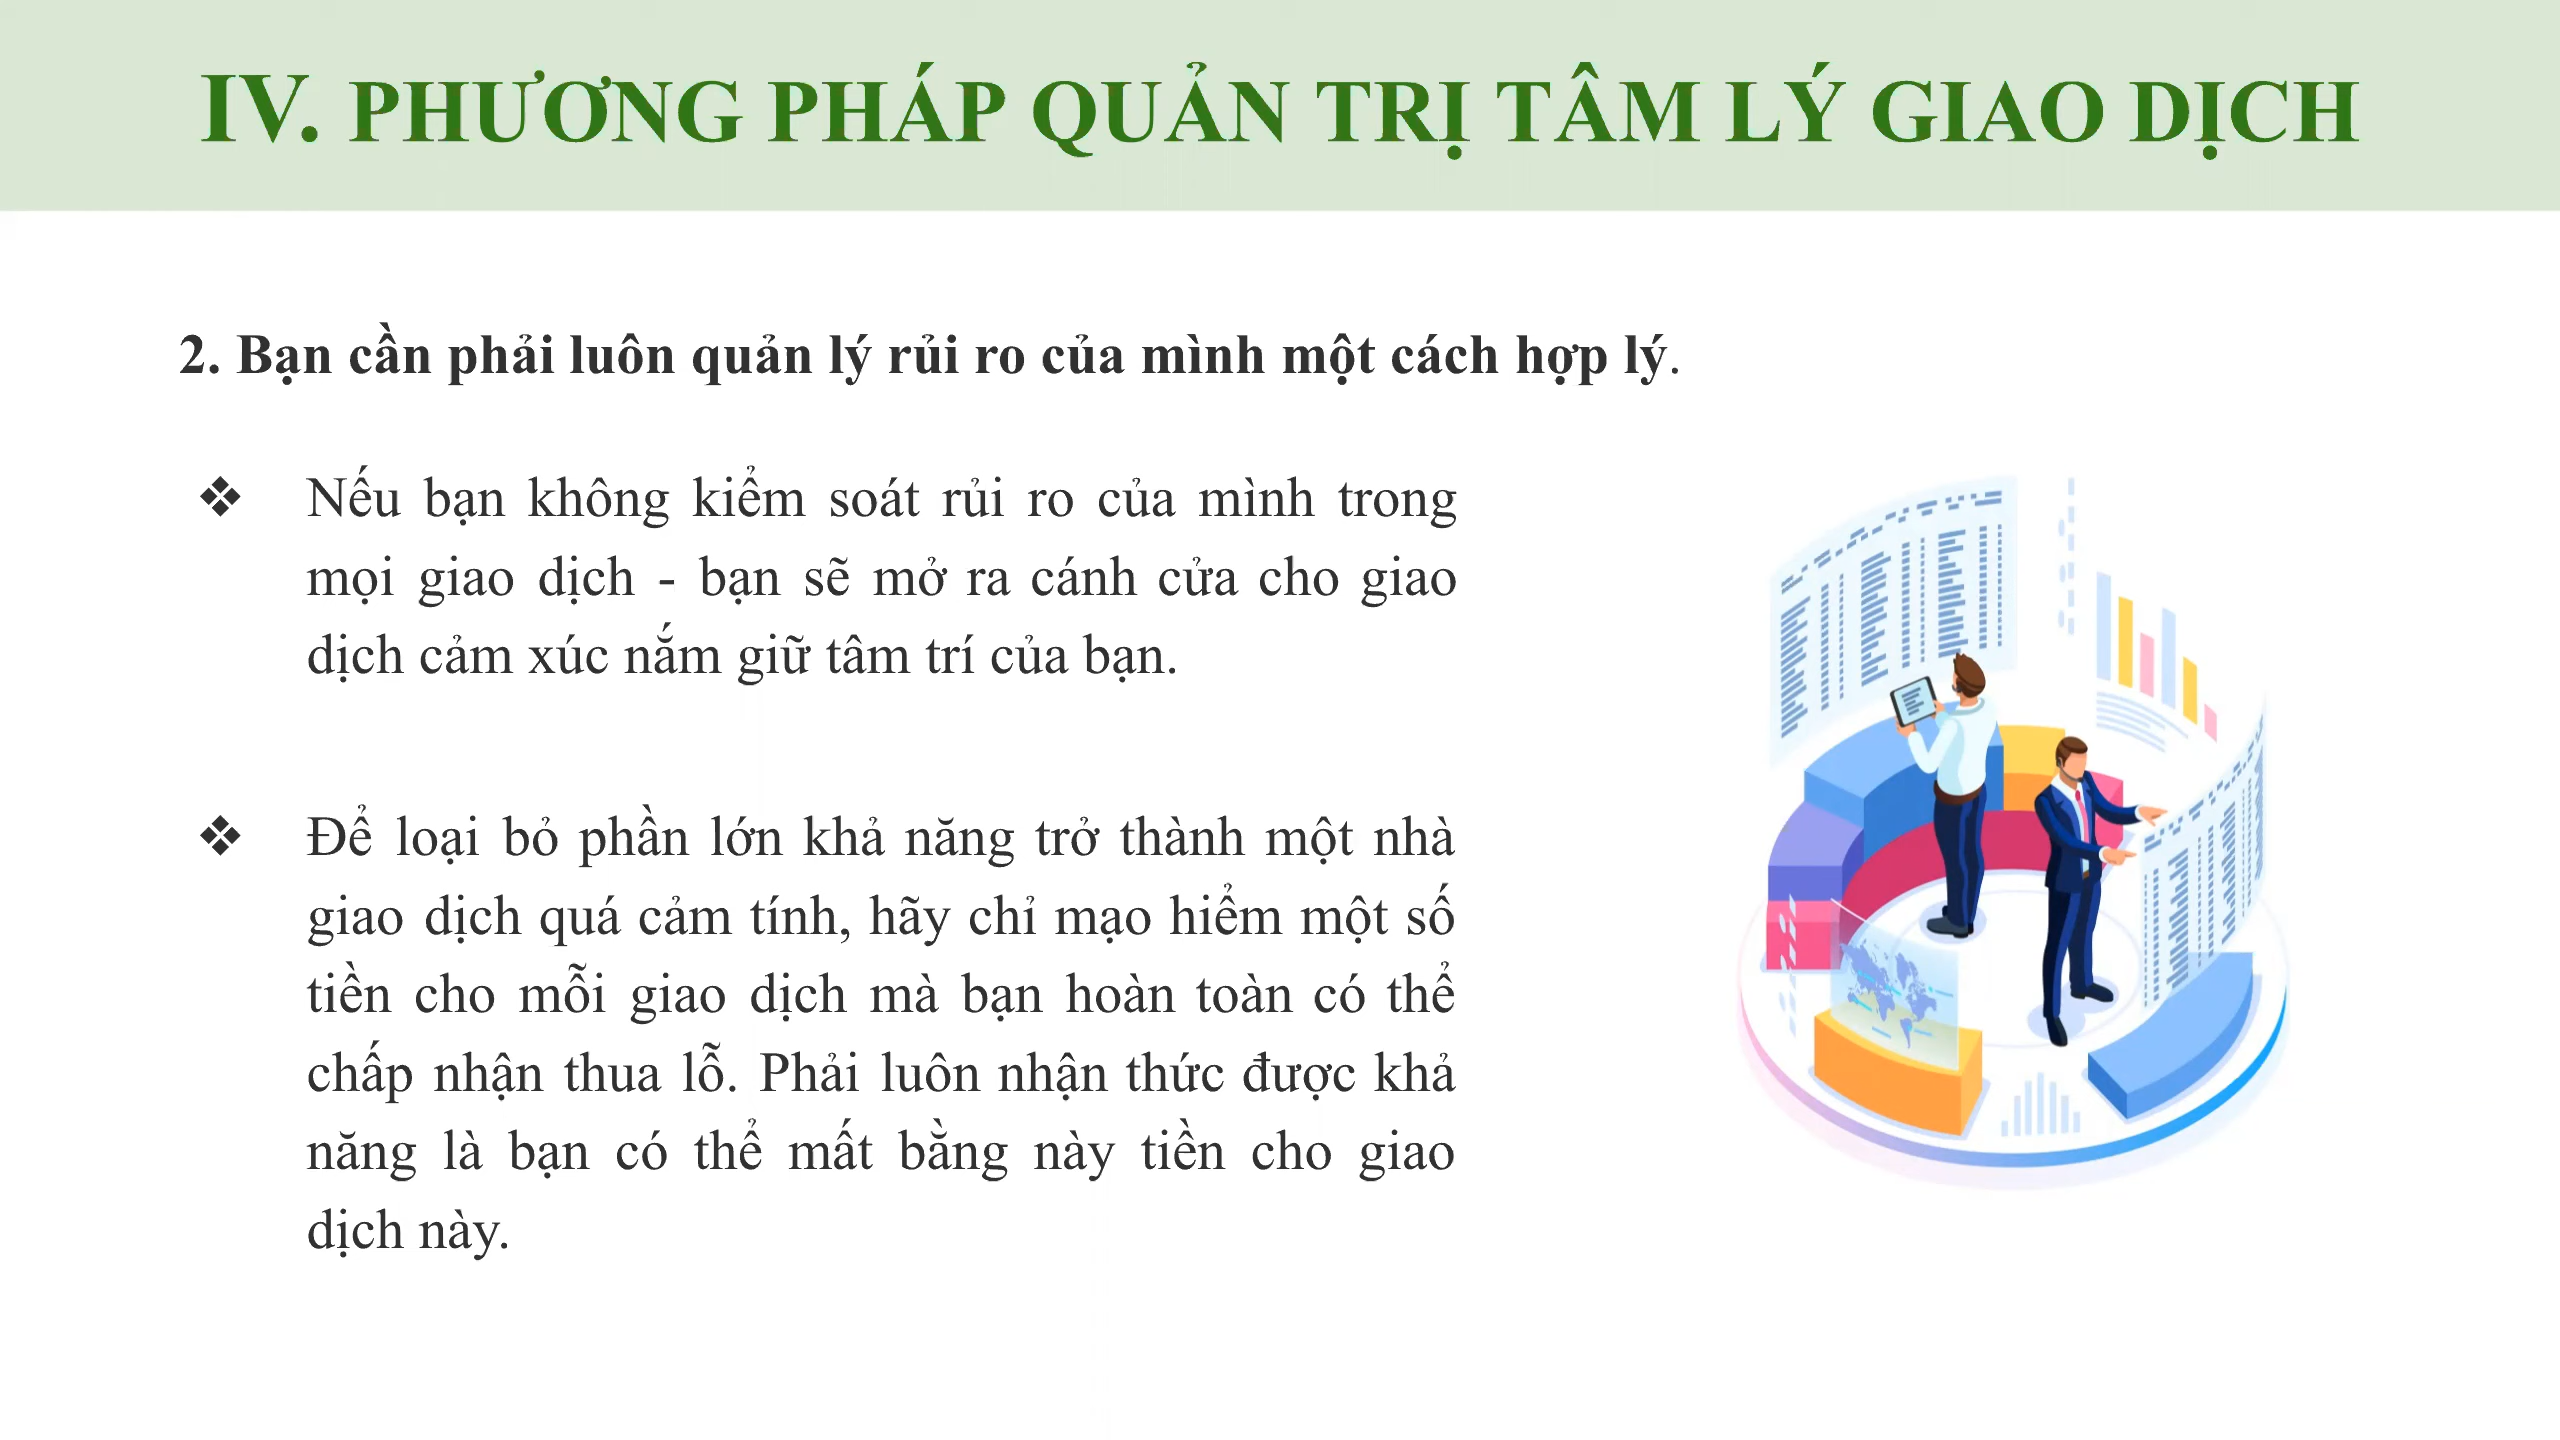 IV. PHƯƠNG PHÁP QUẢN TRỊ TÂM LÝ GIAO DỊCH
2. Bạn cần phải luôn quản lý rủi ro của mình một cách hợp lý.
❖ Nếu bạn không kiểm soát rủi ro của mình trong
mọi giao dịch - bạn sẽ mở ra cánh cửa cho giao
dịch cảm xúc nắm giữ tâm trí của bạn.
❖ Để loại bỏ phần lớn khả năng trở thành một nhà
giao dịch quá cảm tính, hãy chỉ mạo hiểm một số
tiền cho mỗi giao dịch mà bạn hoàn toàn có thể
chấp nhận thua lỗ. Phải luôn nhận thức được khả
năng là bạn có thể mất bằng này tiền cho giao
dịch này.